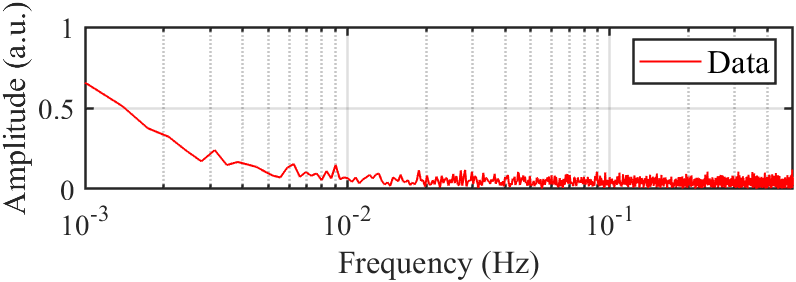 1
Data
0.5
0
10^-3
10^-2
10^-1
Amplitude (a.u.)
Frequency (Hz)